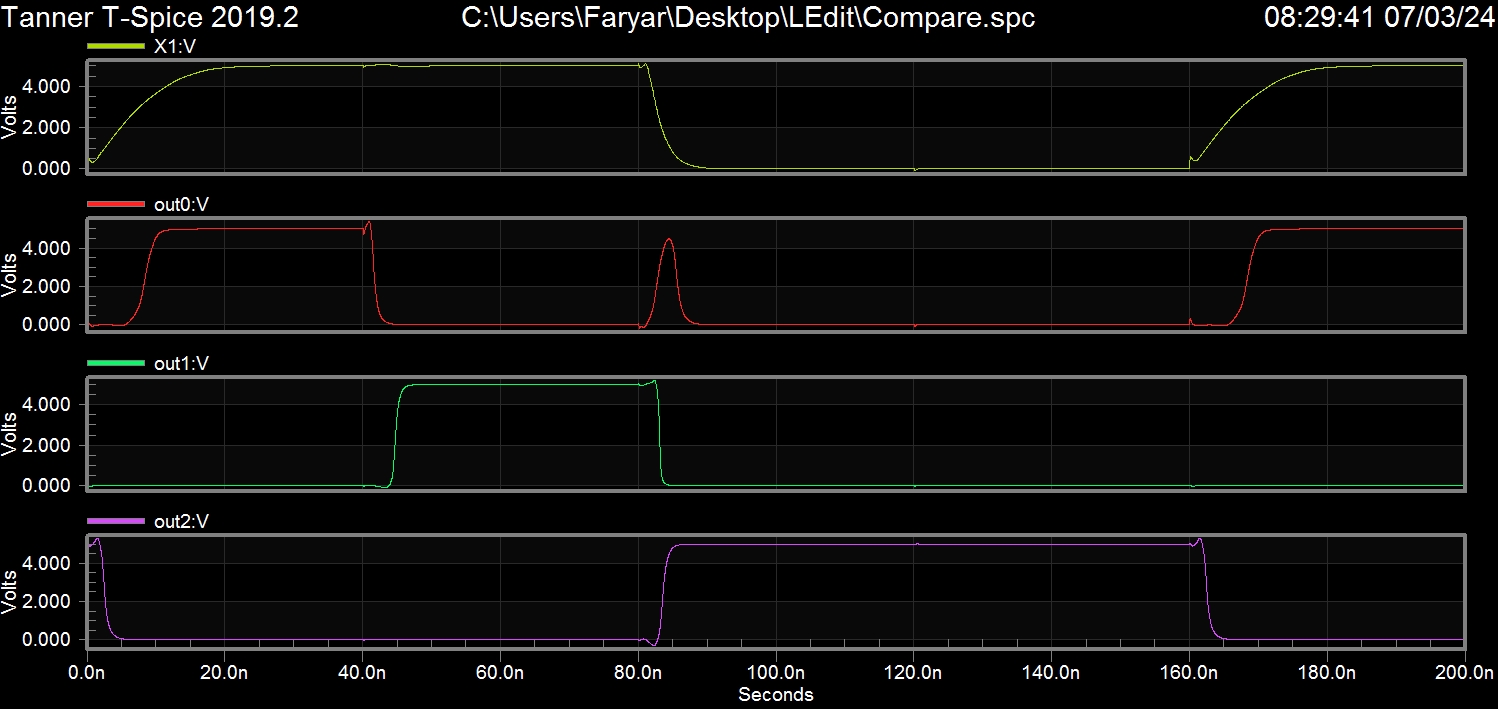 Tanner T-Spice 2019.2 C:\Users\Faryar\Desktop\LEdit\Compare.spc 08:29:41 07/03/24
X1:V
Volts
4.000
2.000
0.000
out0:V
Volts
4.000
2.000
0.000
out1:V
Volts
4.000
2.000
0.000
out2:V
Volts
4.000
2.000
0.000
0.0n 20.0n 40.0n 60.0n 80.0n 100.0n 120.0n 140.0n 160.0n 180.0n 200.0n
Seconds